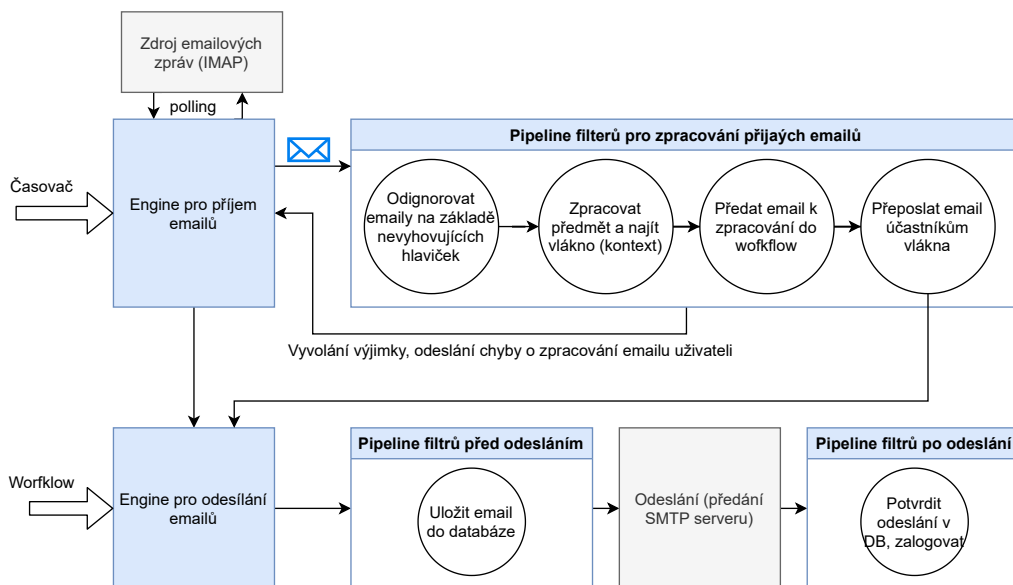 Zdroj emailových
zpráv (IMAP)
polling
Pipeline filterů pro zpracování přijaých emailů
Časovač
Engine pro příjem
emailů
Odignorovat
emaily na základě
nevyhovujících
hlaviček
Zpracovat
předmět a najít
vlákno (kontext)
Předat email k
zpracování do
wofkflow
Přeposlat email
účastníkům
vlákna
Vyvolání výjimky, odeslání chyby o zpracování emailu uživateli
Worfklow
Engine pro odesílání
emailů
Pipeline filtrů před odesláním
Uložit email
do databáze
Odeslání (předání
SMTP serveru)
Pipeline filtrů po odeslání
Potvrdit
odeslání v
DB, zalogovat